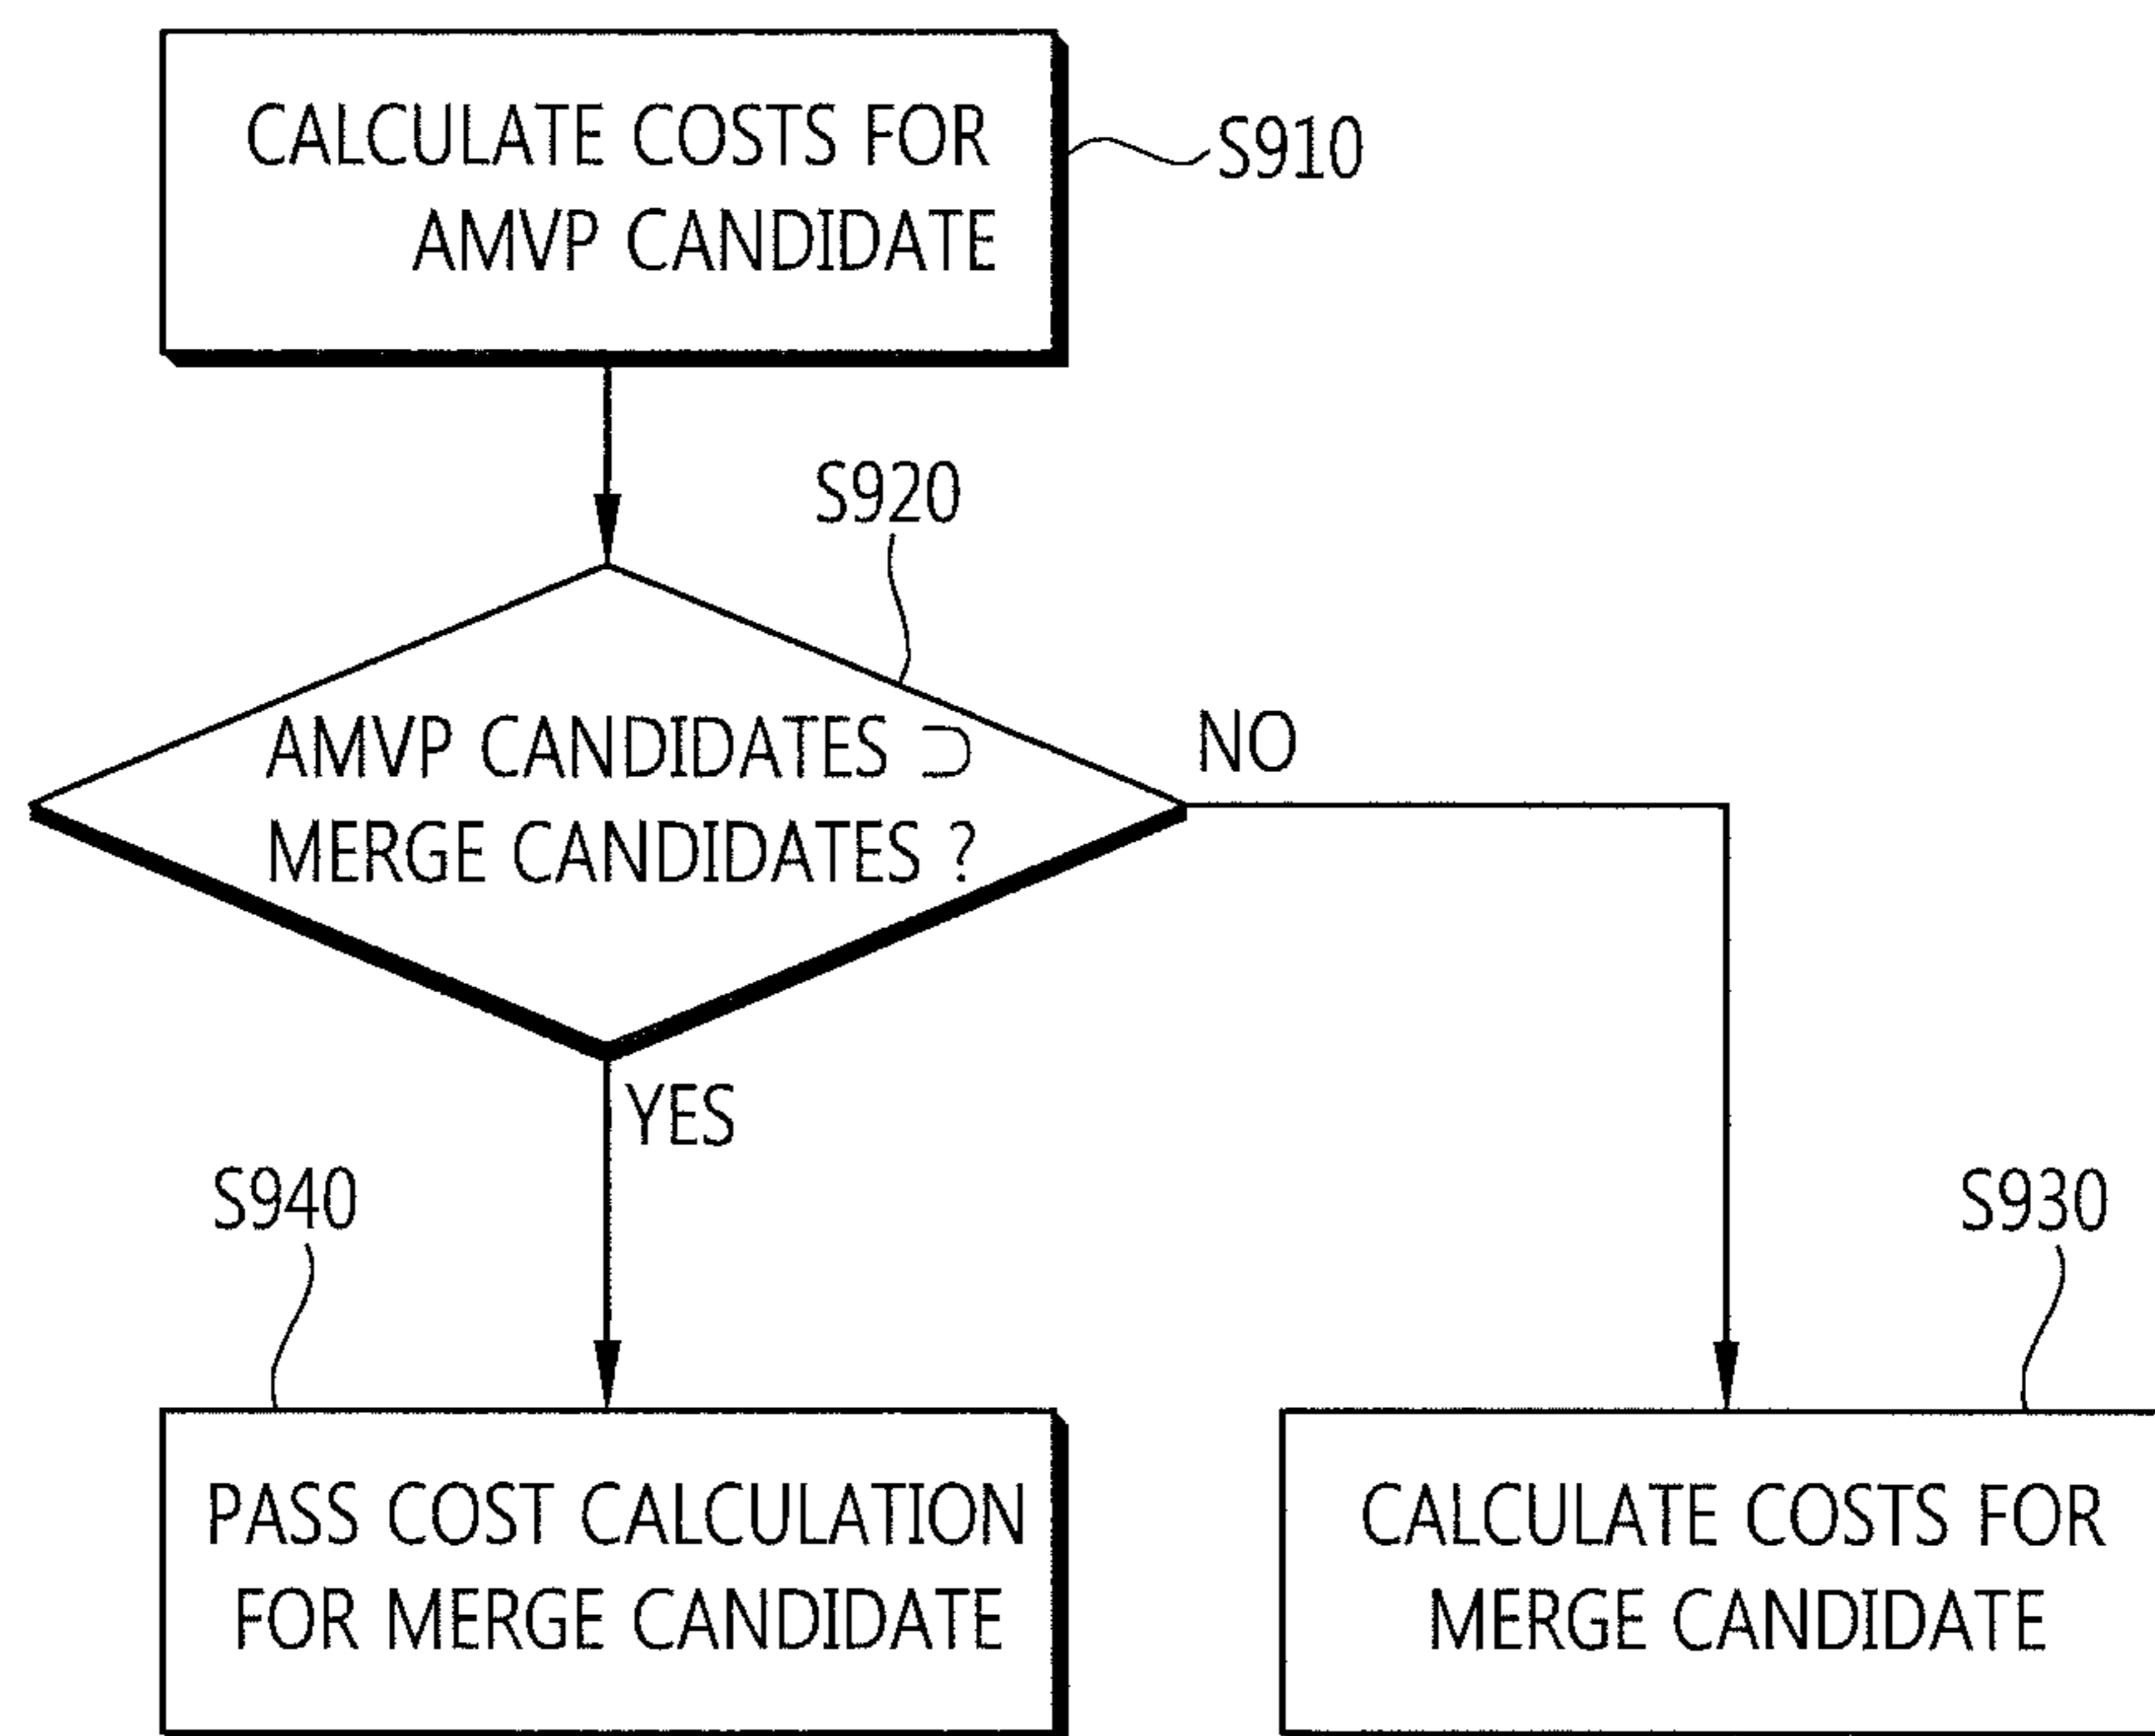 CALCULATE COSTS FOR
AMVP CANDIDATE
S910
S920
AMVP CANDIDATES ⊃
MERGE CANDIDATES ?
NO
YES
S940
S930
PASS COST CALCULATION
FOR MERGE CANDIDATE
CALCULATE COSTS FOR
MERGE CANDIDATE